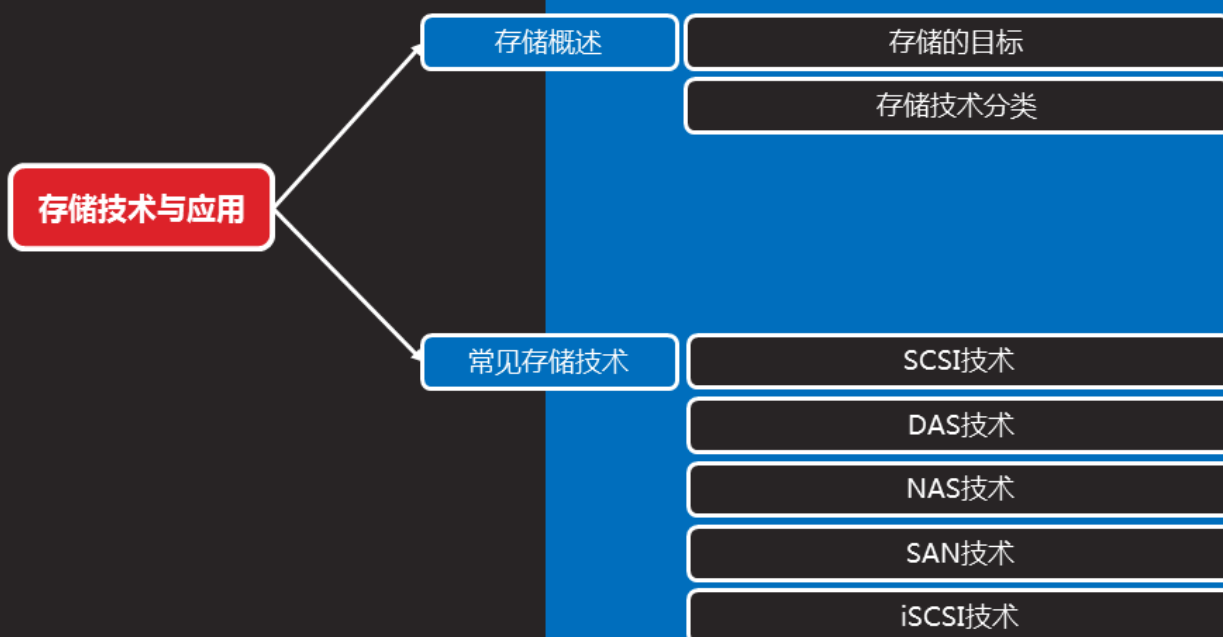 存储概述
存储的目标
存储技术分类
存储技术与应用
常见存储技术
SCSI技术
DAS技术
NAS技术
SAN技术
iSCSI技术